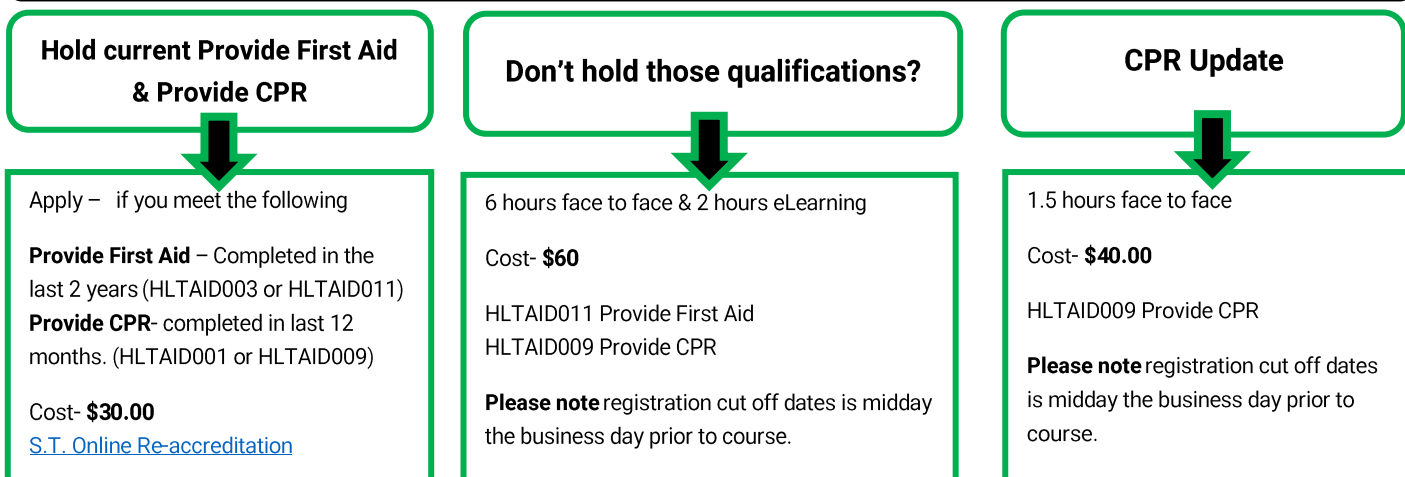 Hold current Provide First Aid
& Provide CPR
Apply – if you meet the following
Provide First Aid – Completed in the
last 2 years (HLTAID003 or HLTAID011)
Provide CPR- completed in last 12
months. (HLTAID001 or HLTAID009)
Cost- $30.00
S.T. Online Re-accreditation
Don’t hold those qualifications?
6 hours face to face & 2 hours eLearning
Cost- $60
HLTAID011 Provide First Aid
HLTAID009 Provide CPR
Please note registration cut off dates is midday
the business day prior to course.
CPR Update
1.5 hours face to face
Cost- $40.00
HLTAID009 Provide CPR
Please note registration cut off dates
is midday the business day prior to
course.